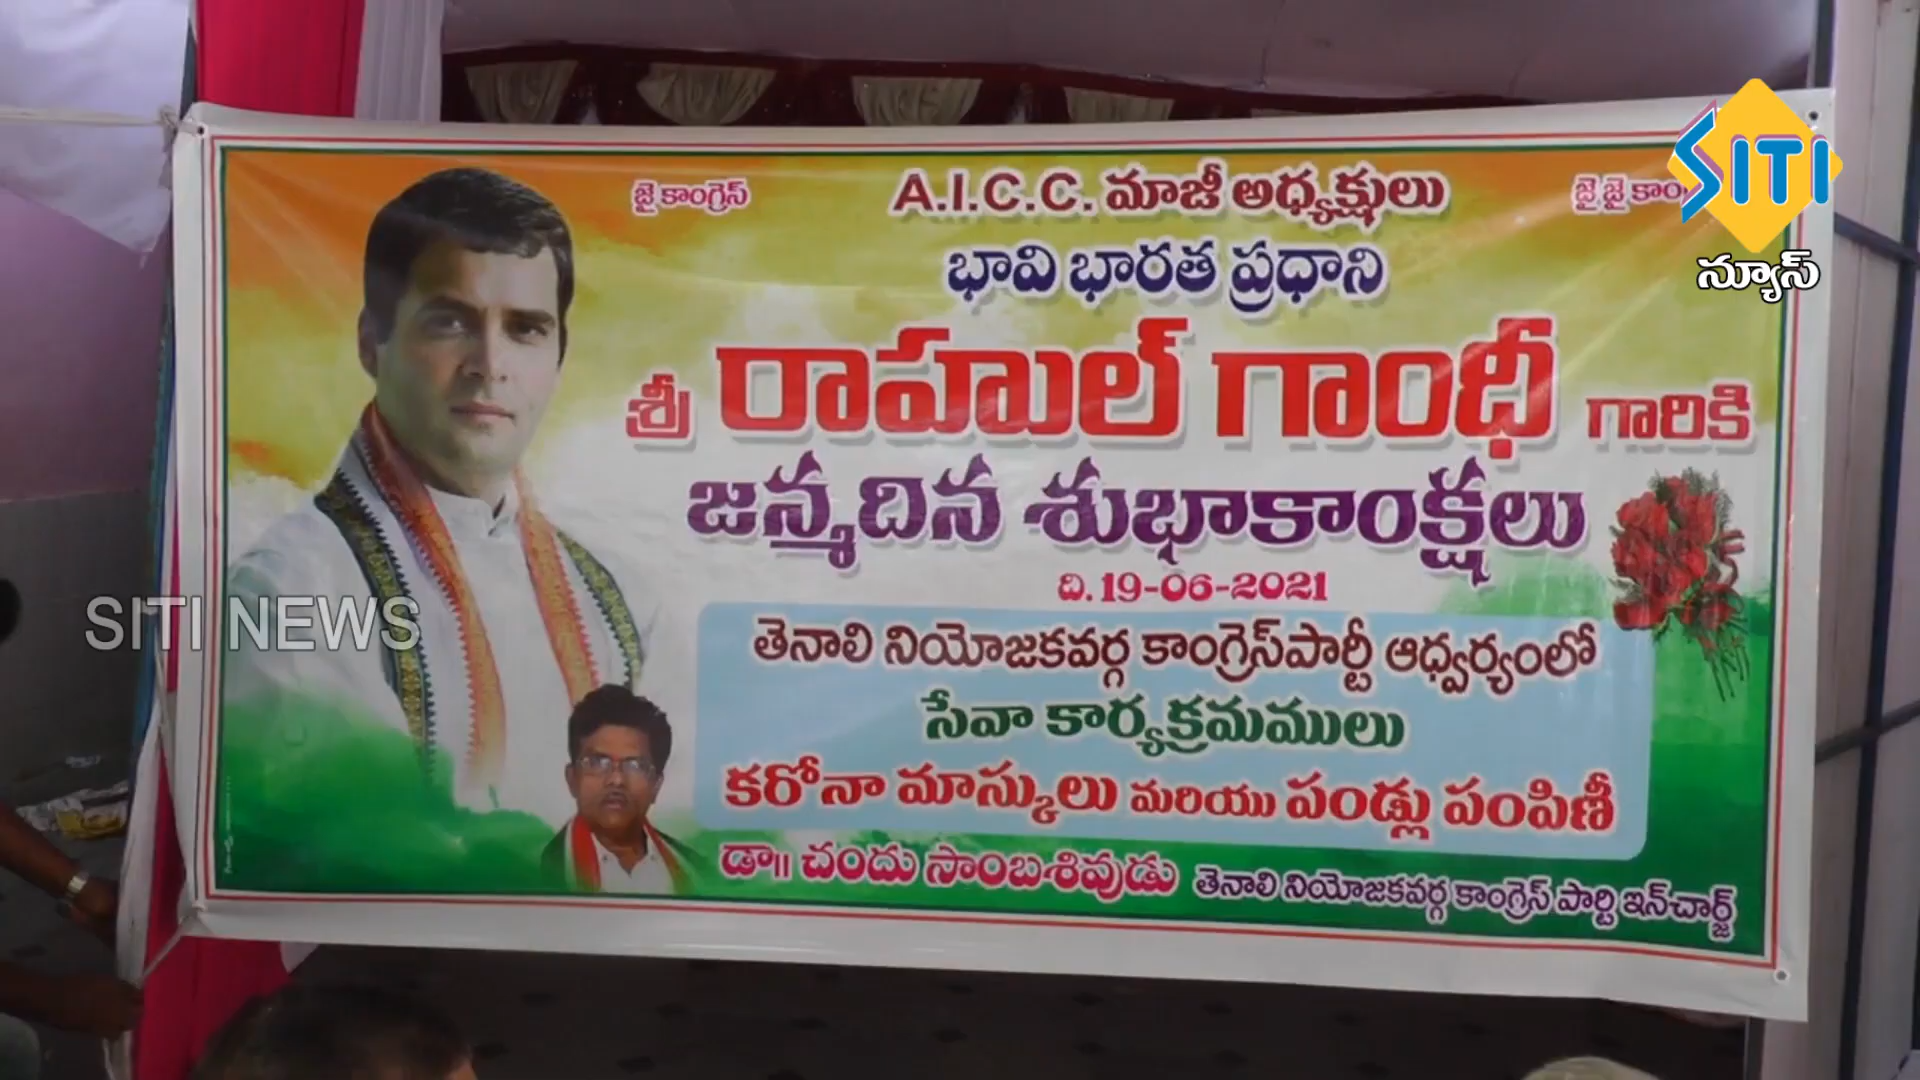 జై కాంగ్రెస్
A.I.C.C. మాజీ అధ్యక్షులు
జై జై
SITI
న్యూస్
భావి భారత ప్రధాని
శ్రీ రాహుల్ గాంధీ గారికి
జన్మదిన శుభాకాంక్షలు
ది. 19-06-2021
SITI NEWS
తెనాలి నియోజకవర్గ కాంగ్రెస్‌పార్టీ ఆధ్వర్యంలో
సేవా కార్యక్రమములు
కరోనా మాస్కులు మరియు పండ్లు పంపిణీ
డా॥ చందు సాంబశివుడు తెనాలి నియోజకవర్గ కాంగ్రెస్ పార్టీ ఇన్‌చార్జ్